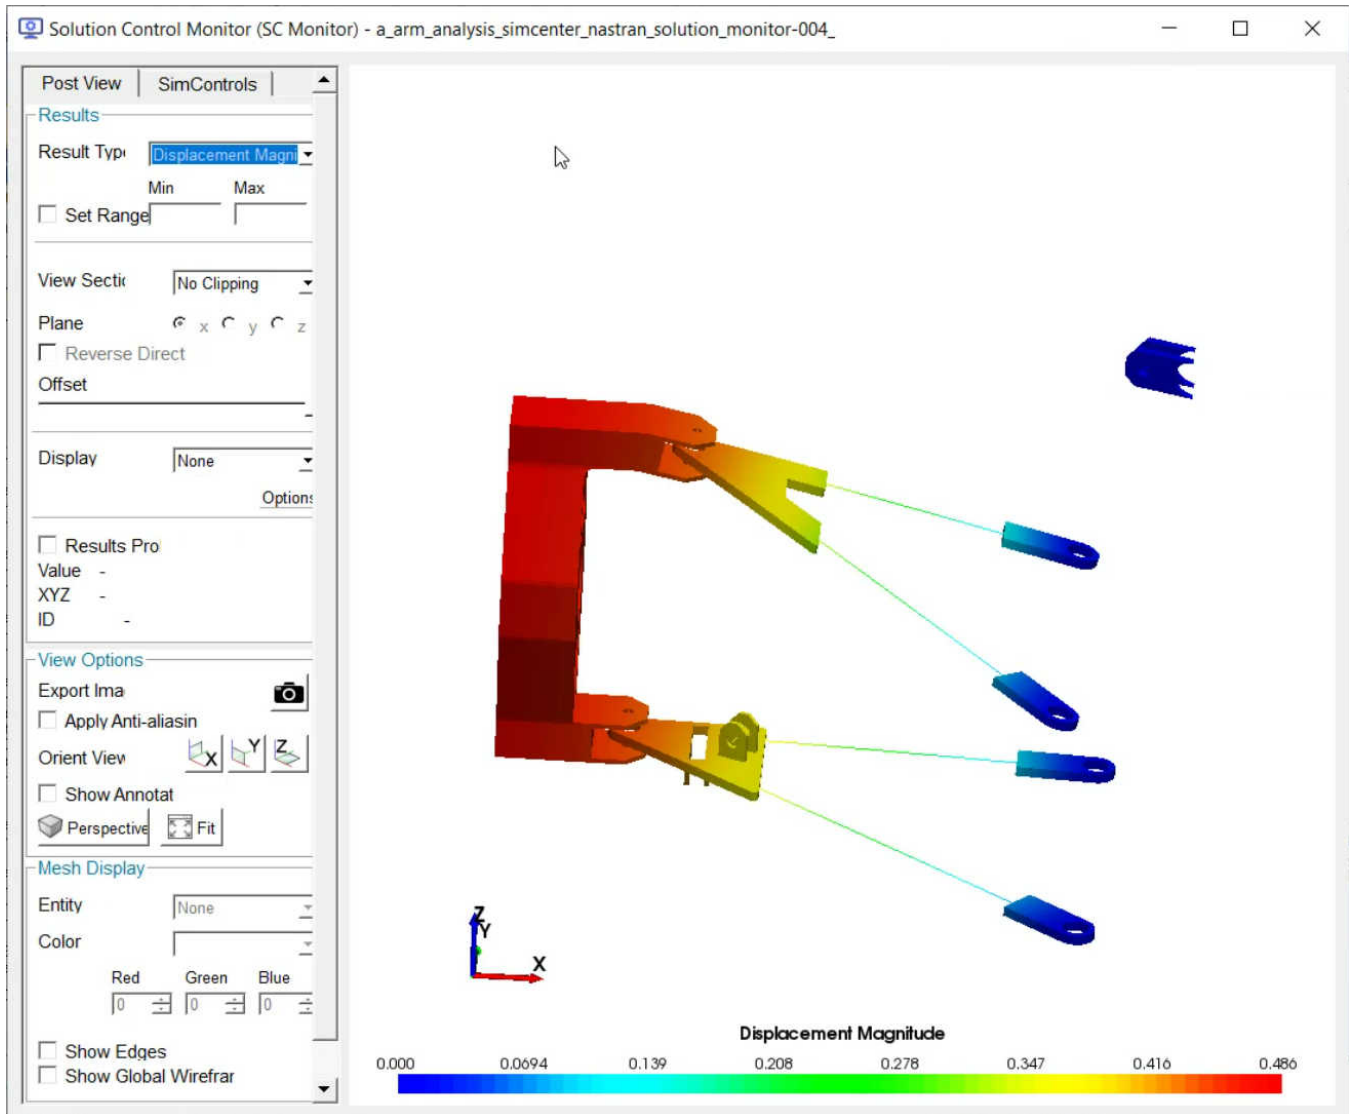 Solution Control Monitor (SC Monitor) - a_arm_analysis_simcenter_nastran_solution_monitor-004_
Post View SimControls
Results
Result Type Displacement Magni
Min Max
Set Range
View Sectic No Clipping
Plane x y z
Reverse Direct
Offset
Display None
Options
Results Pro
Value -
XYZ -
ID -
View Options
Export Ima
Apply Anti-aliasin
Orient View X Y Z
Show Annotat
Perspective Fit
Mesh Display
Entity None
Color
Red Green Blue
0 0 0
Show Edges
Show Global Wirefrar
Z
Y
X
Displacement Magnitude
0.000 0.0694 0.139 0.208 0.278 0.347 0.416 0.486